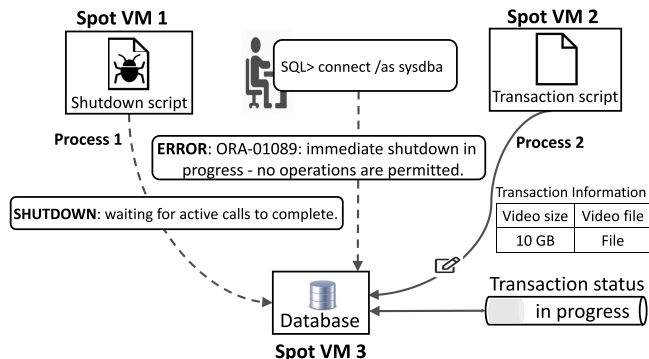 Spot VM 1
Spot VM 2
SQL> connect /as sysdba
Shutdown script
Transaction script
Process 1
Process 2
ERROR: ORA-01089: immediate shutdown in
progress - no operations are permitted.
Transaction Information
Video size Video file
10 GB File
SHUTDOWN: waiting for active calls to complete.
Transaction status
in progress
Database
Spot VM 3